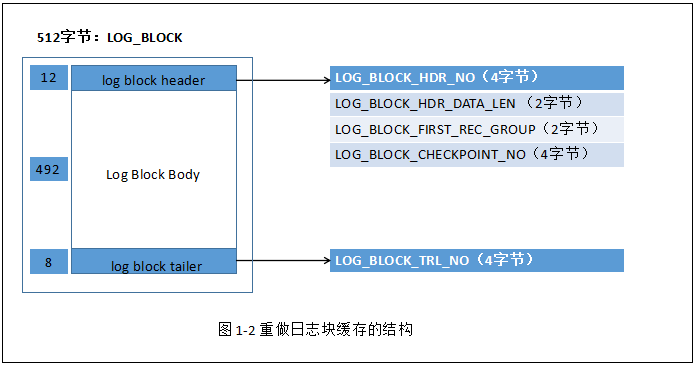 512字节：LOG_BLOCK
12
log block header
LOG_BLOCK_HDR_NO（4字节）
LOG_BLOCK_HDR_DATA_LEN （2字节）
LOG_BLOCK_FIRST_REC_GROUP（2字节）
LOG_BLOCK_CHECKPOINT_NO（4字节）
492
Log Block Body
8
log block tailer
LOG_BLOCK_TRL_NO（4字节）
图 1-2 重做日志块缓存的结构